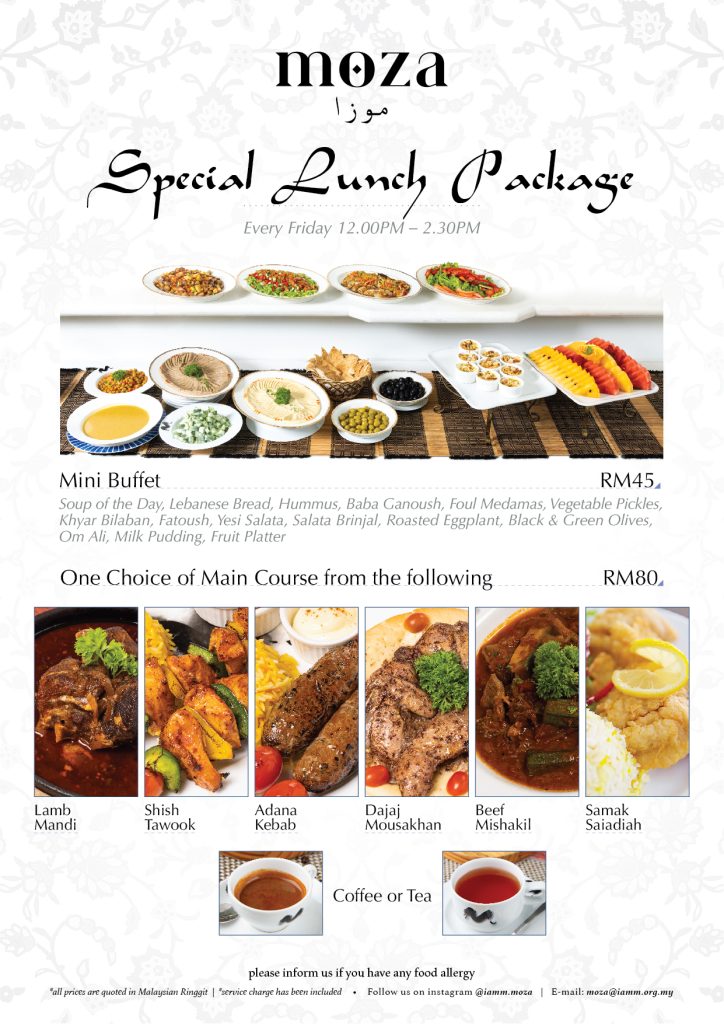 moza
موزا
Special Lunch Package
Every Friday 12.00PM – 2.30PM
Mini Buffet RM45
Soup of the Day, Lebanese Bread, Hummus, Baba Ganoush, Foul Medamas, Vegetable Pickles,
Khyar Bilaban, Fatoush, Yesi Salata, Salata Brinjal, Roasted Eggplant, Black & Green Olives,
Om Ali, Milk Pudding, Fruit Platter
One Choice of Main Course from the following RM80
Lamb
Mandi
Shish
Tawook
Adana
Kebab
Dajaj
Mousakhan
Beef
Mishakil
Samak
Saiadiah
Coffee or Tea
please inform us if you have any food allergy
*all prices are quoted in Malaysian Ringgit | *service charge has been included • Follow us on instagram @iamm.moza | E-mail: moza@iamm.org.my